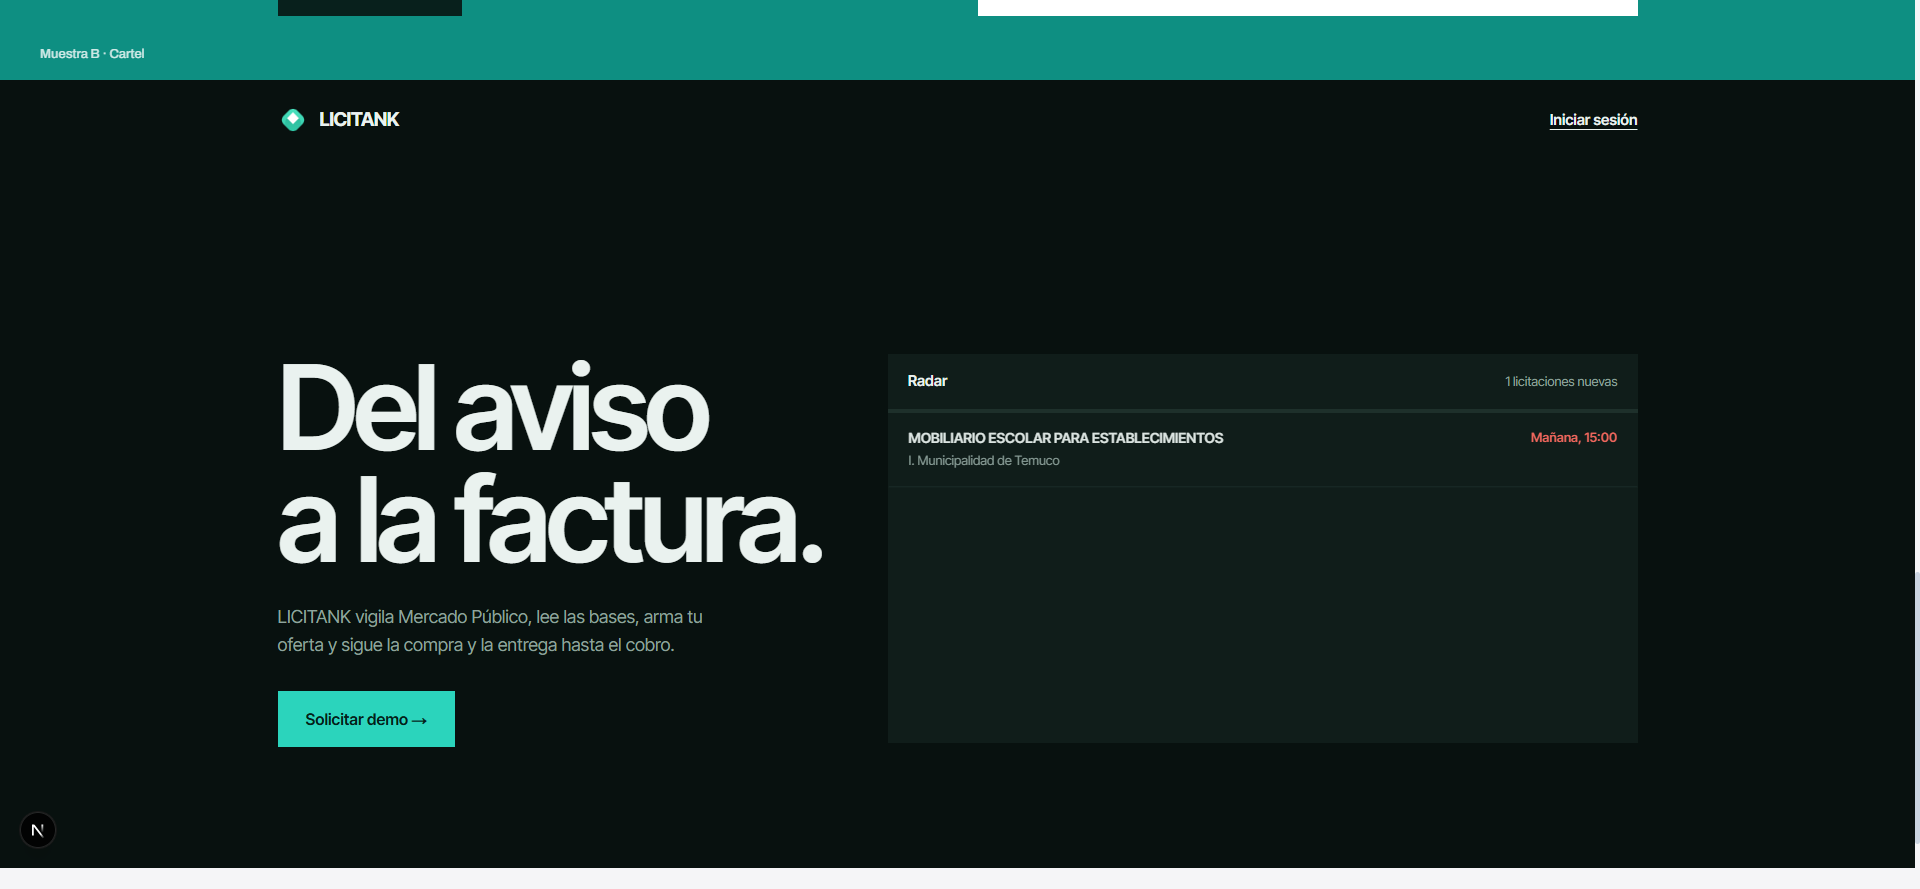 Muestra B · Cartel
LICITANK
Iniciar sesión
Del aviso
a la factura.
LICITANK vigila Mercado Público, lee las bases, arma tu
oferta y sigue la compra y la entrega hasta el cobro.
Solicitar demo →
Radar
1 licitaciones nuevas
MOBILIARIO ESCOLAR PARA ESTABLECIMIENTOS
Mañana, 15:00
I. Municipalidad de Temuco
N